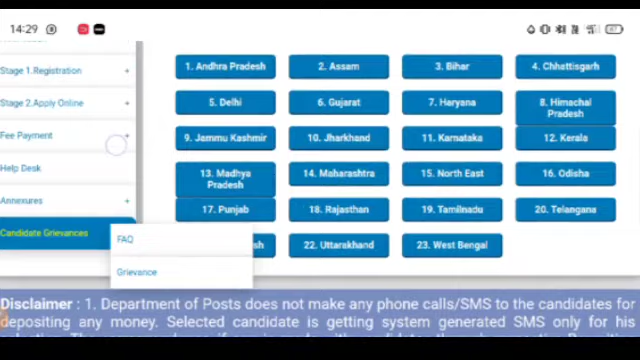 14:29
Stage 1.Registration +
Stage 2.Apply Online +
Fee Payment +
Help Desk
Annexures +
Candidate Grievances
FAQ
Grievance
1. Andhra Pradesh
2. Assam
3. Bihar
4. Chhattisgarh
5. Delhi
6. Gujarat
7. Haryana
8. Himachal
Pradesh
9. Jammu Kashmir
10. Jharkhand
11. Karnataka
12. Kerala
13. Madhya
Pradesh
14. Maharashtra
15. North East
16. Odisha
17. Punjab
18. Rajasthan
19. Tamilnadu
20. Telangana
sh
22. Uttarakhand
23. West Bengal
Disclaimer : 1. Department of Posts does not make any phone calls/SMS to the candidates for
depositing any money. Selected candidate is getting system generated SMS only for his